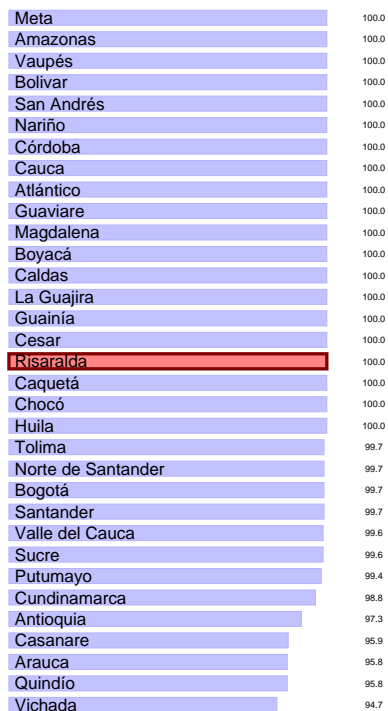 Meta 100.0
Amazonas 100.0
Vaupés 100.0
Bolivar 100.0
San Andrés 100.0
Nariño 100.0
Córdoba 100.0
Cauca 100.0
Atlántico 100.0
Guaviare 100.0
Magdalena 100.0
Boyacá 100.0
Caldas 100.0
La Guajira 100.0
Guainía 100.0
Cesar 100.0
Risaralda 100.0
Caquetá 100.0
Chocó 100.0
Huila 100.0
Tolima 99.7
Norte de Santander 99.7
Bogotá 99.7
Santander 99.7
Valle del Cauca 99.6
Sucre 99.6
Putumayo 99.4
Cundinamarca 98.8
Antioquia 97.3
Casanare 95.9
Arauca 95.8
Quindío 95.8
Vichada 94.7